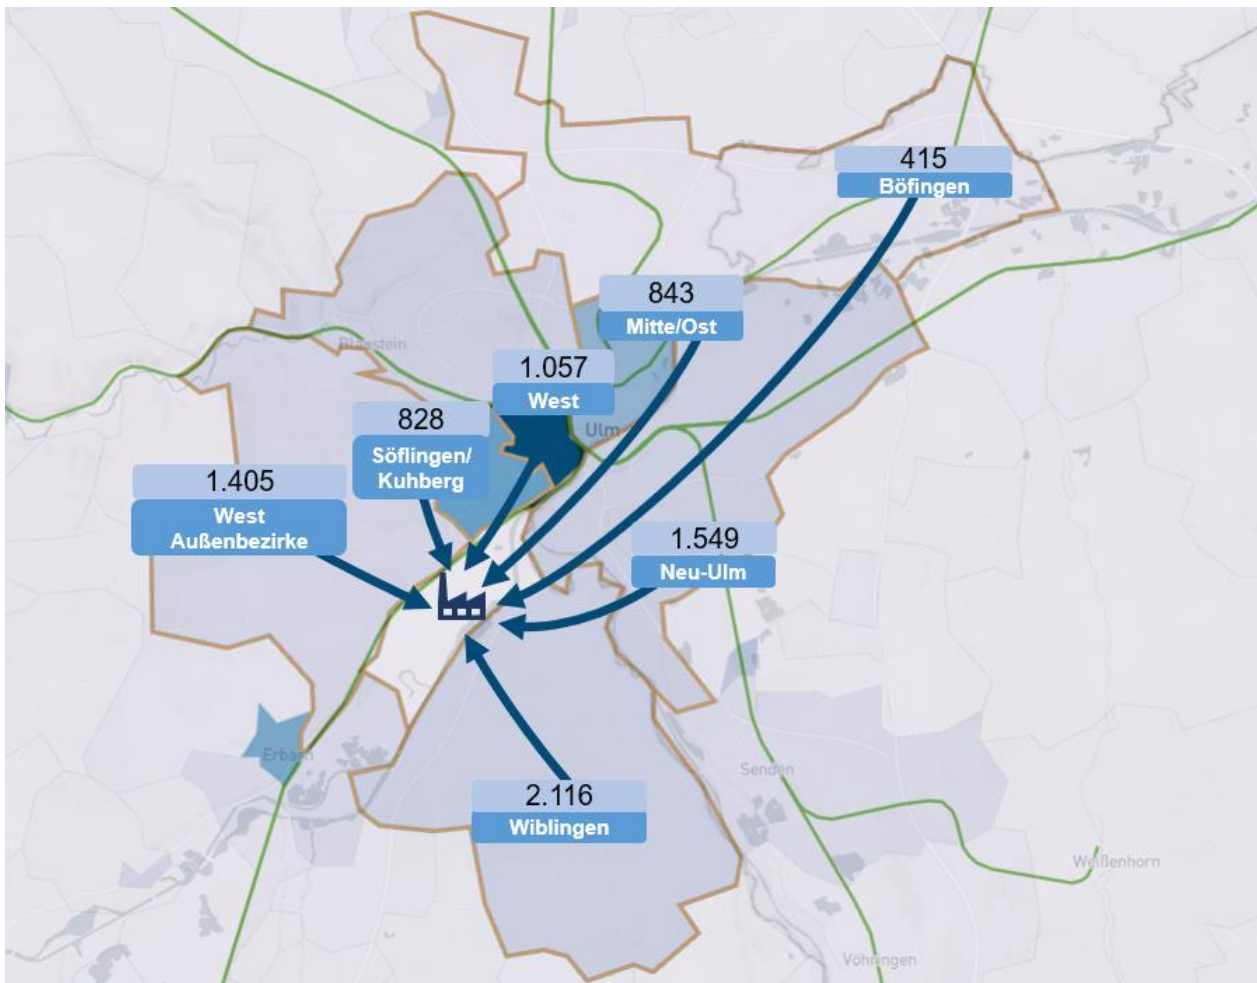 415
Böfingen
843
Mitte/Ost
Blaustein
1.057
West
828
Söflingen/
Kuhberg
Ulm
1.405
West
Außenbezirke
1.549
Neu-Ulm
Erbach
Senden
2.116
Wiblingen
Weißenhorn
Vöhringen